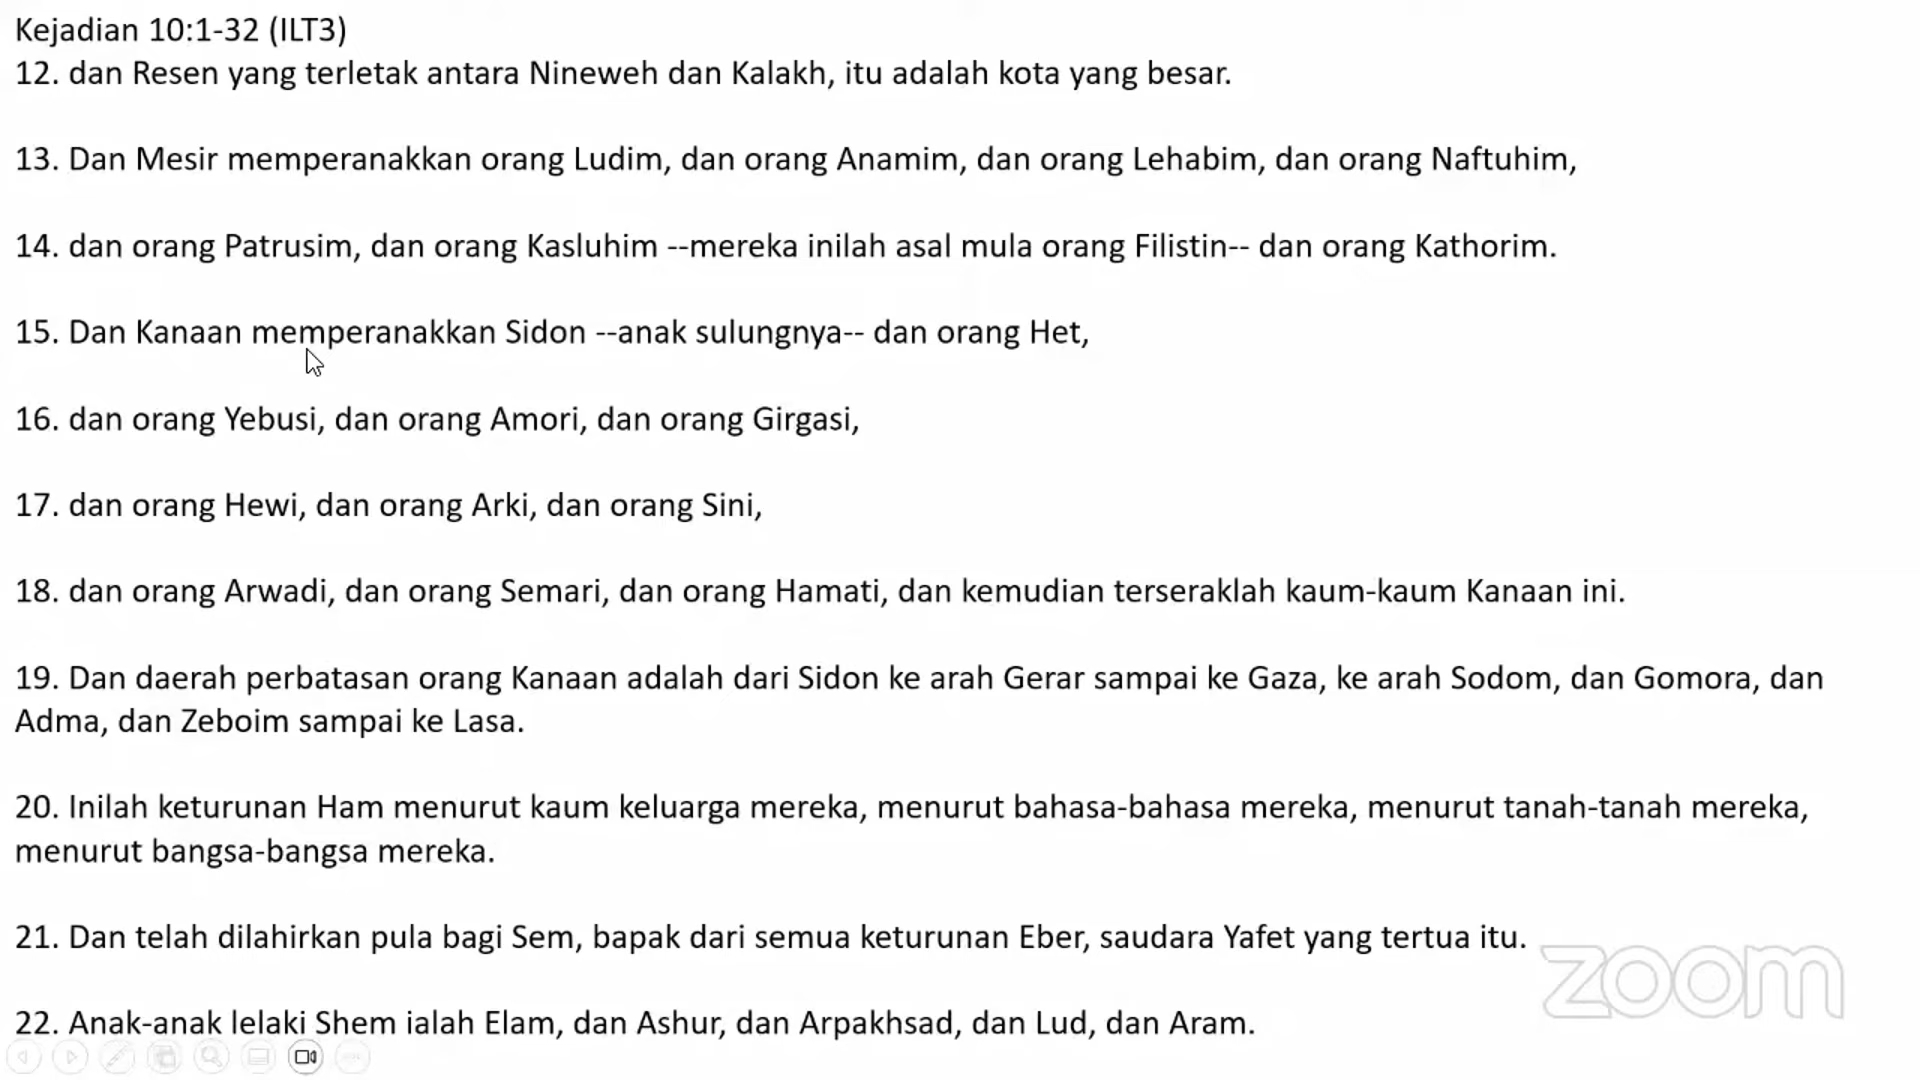 Kejadian 10:1-32 (ILT3)
12. dan Resen yang terletak antara Nineweh dan Kalakh, itu adalah kota yang besar.
13. Dan Mesir memperanakkan orang Ludim, dan orang Anamim, dan orang Lehabim, dan orang Naftuhim,
14. dan orang Patrusim, dan orang Kasluhim --mereka inilah asal mula orang Filistin-- dan orang Kathorim.
15. Dan Kanaan memperanakkan Sidon --anak sulungnya-- dan orang Het,
16. dan orang Yebusi, dan orang Amori, dan orang Girgasi,
17. dan orang Hewi, dan orang Arki, dan orang Sini,
18. dan orang Arwadi, dan orang Semari, dan orang Hamati, dan kemudian terseraklah kaum-kaum Kanaan ini.
19. Dan daerah perbatasan orang Kanaan adalah dari Sidon ke arah Gerar sampai ke Gaza, ke arah Sodom, dan Gomora, dan
Adma, dan Zeboim sampai ke Lasa.
20. Inilah keturunan Ham menurut kaum keluarga mereka, menurut bahasa-bahasa mereka, menurut tanah-tanah mereka,
menurut bangsa-bangsa mereka.
21. Dan telah dilahirkan pula bagi Sem, bapak dari semua keturunan Eber, saudara Yafet yang tertua itu.
zoom
22. Anak-anak lelaki Shem ialah Elam, dan Ashur, dan Arpakhsad, dan Lud, dan Aram.